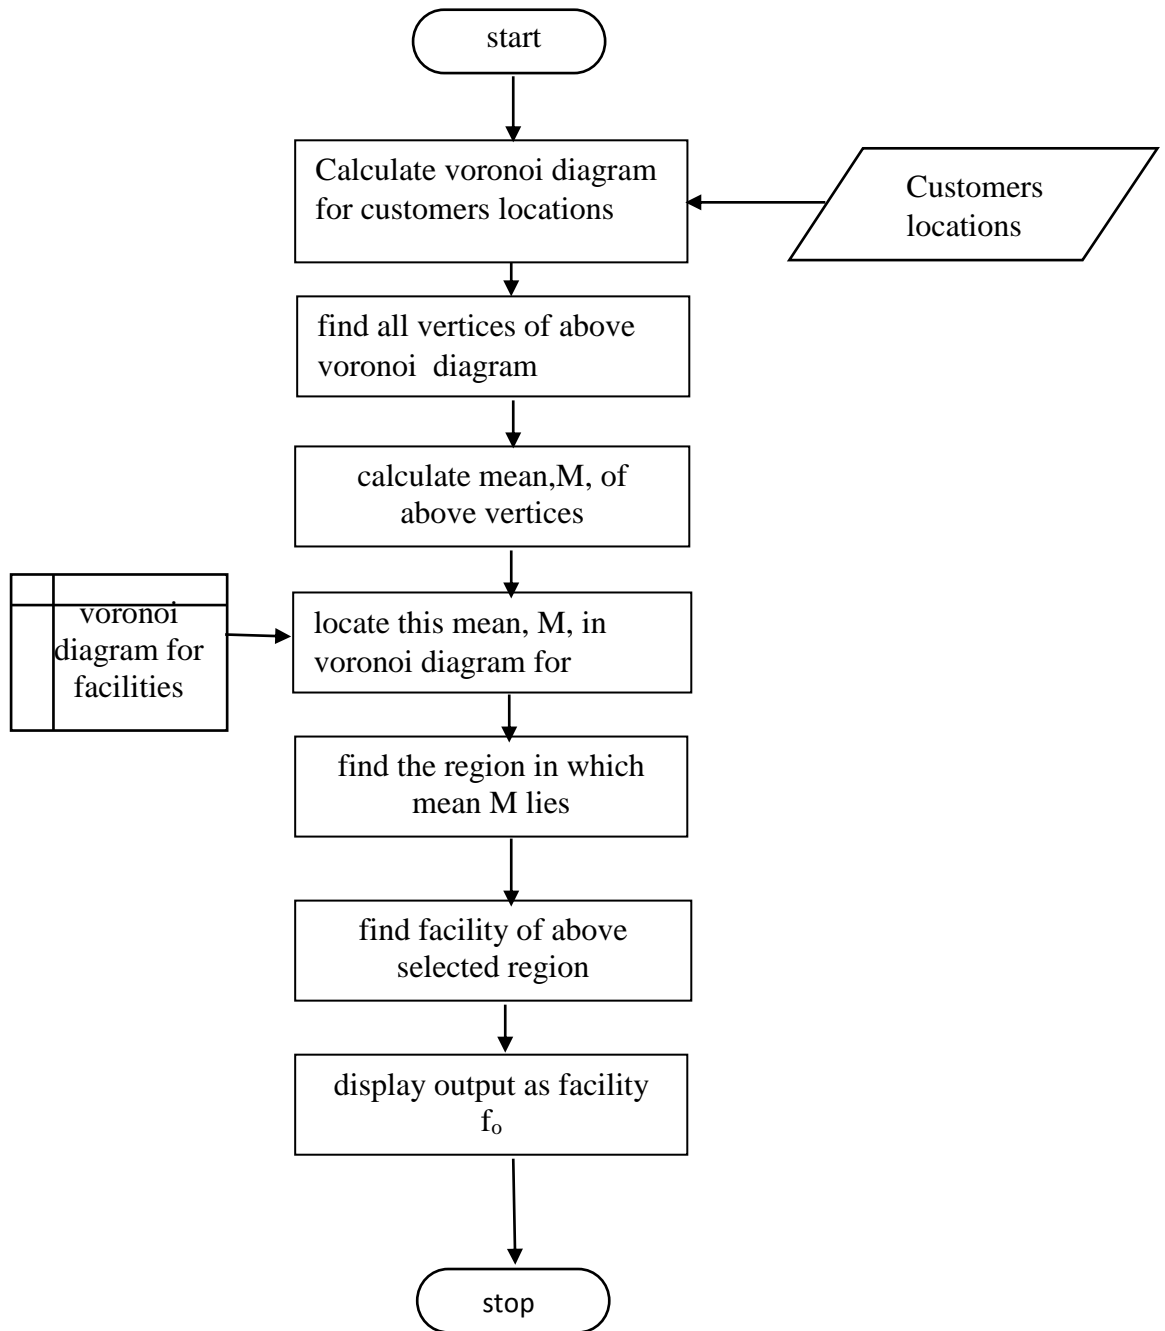 start
Calculate voronoi diagram
for customers locations
Customers
locations
find all vertices of above
voronoi diagram
calculate mean,M, of
above vertices
voronoi
diagram for
facilities
locate this mean, M, in
voronoi diagram for
find the region in which
mean M lies
find facility of above
selected region
display output as facility
fₒ
stop